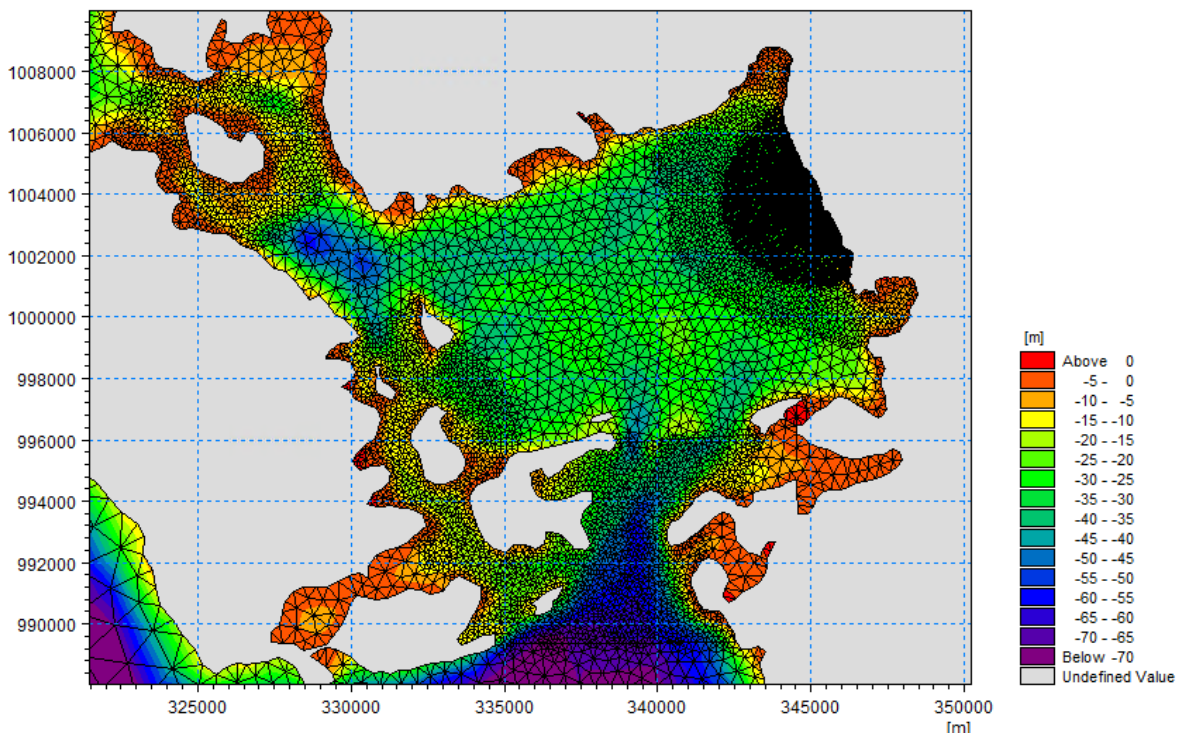 1008000
1006000
1004000
1002000
1000000
998000
996000
994000
992000
990000
325000 330000 335000 340000 345000 350000
[m]
[m]
Above 0
-5 - 0
-10 - -5
-15 - -10
-20 - -15
-25 - -20
-30 - -25
-35 - -30
-40 - -35
-45 - -40
-50 - -45
-55 - -50
-60 - -55
-65 - -60
-70 - -65
Below -70
Undefined Value